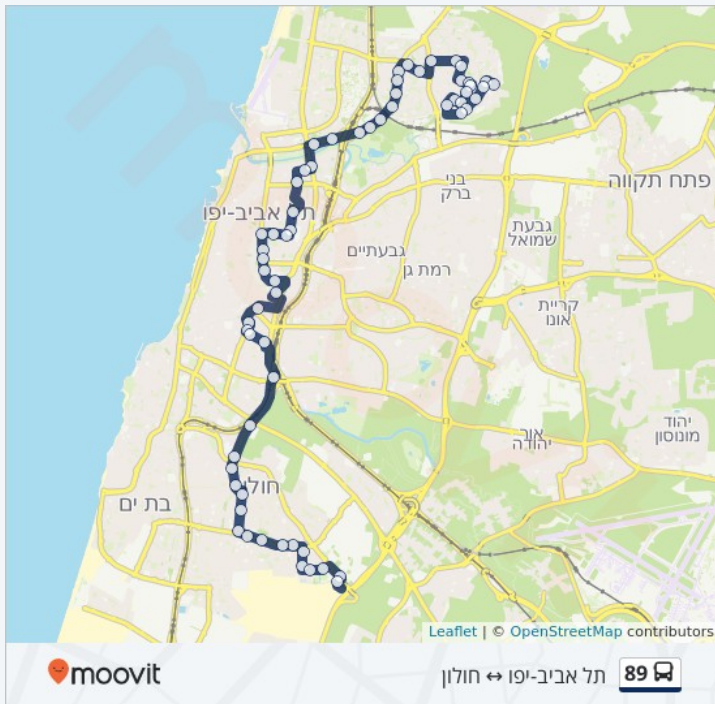 תל אביב-יפו
בני
ברק
פתח תקווה
גבעת
שמואל
גבעתיים
רמת גן
קריית
אונו
אור
יהודה
יהוד
מונוסון
חולון
בת ים
Leaflet | © OpenStreetMap contributors
moovit
תל אביב-יפו ↔ חולון 89